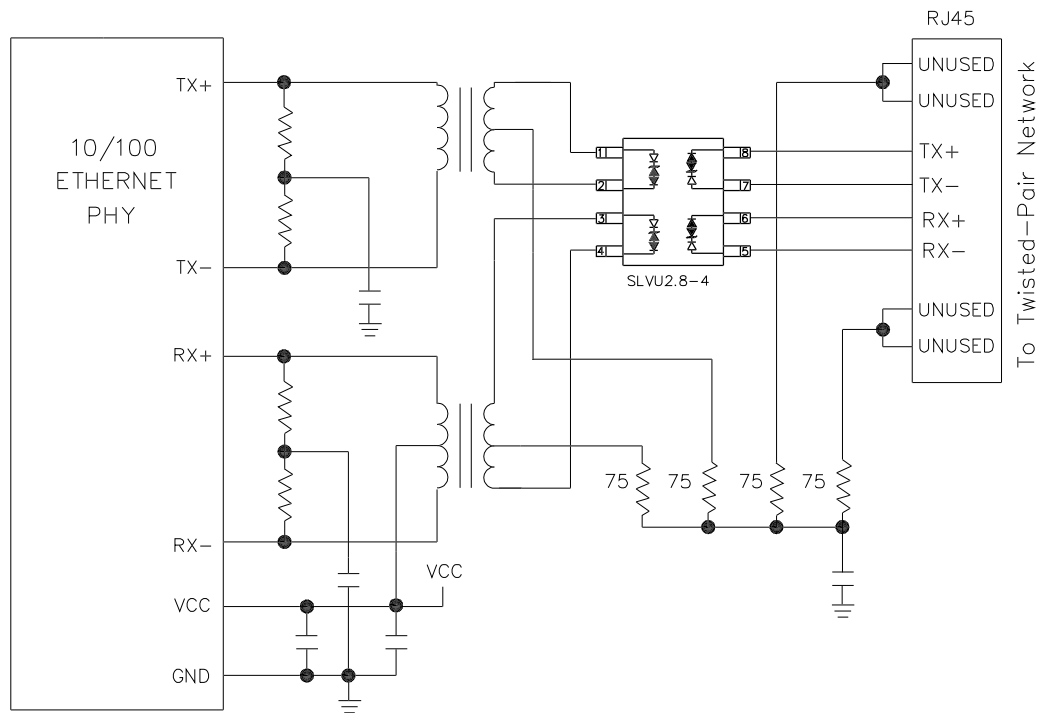 RJ45
10/100
ETHERNET
PHY
TX+
TX-
RX+
RX-
VCC
GND
VCC
1
2
3
4
8
7
6
5
SLVU2.8-4
75
75
75
75
UNUSED
UNUSED
TX+
TX-
RX+
RX-
UNUSED
UNUSED
To Twisted-Pair Network